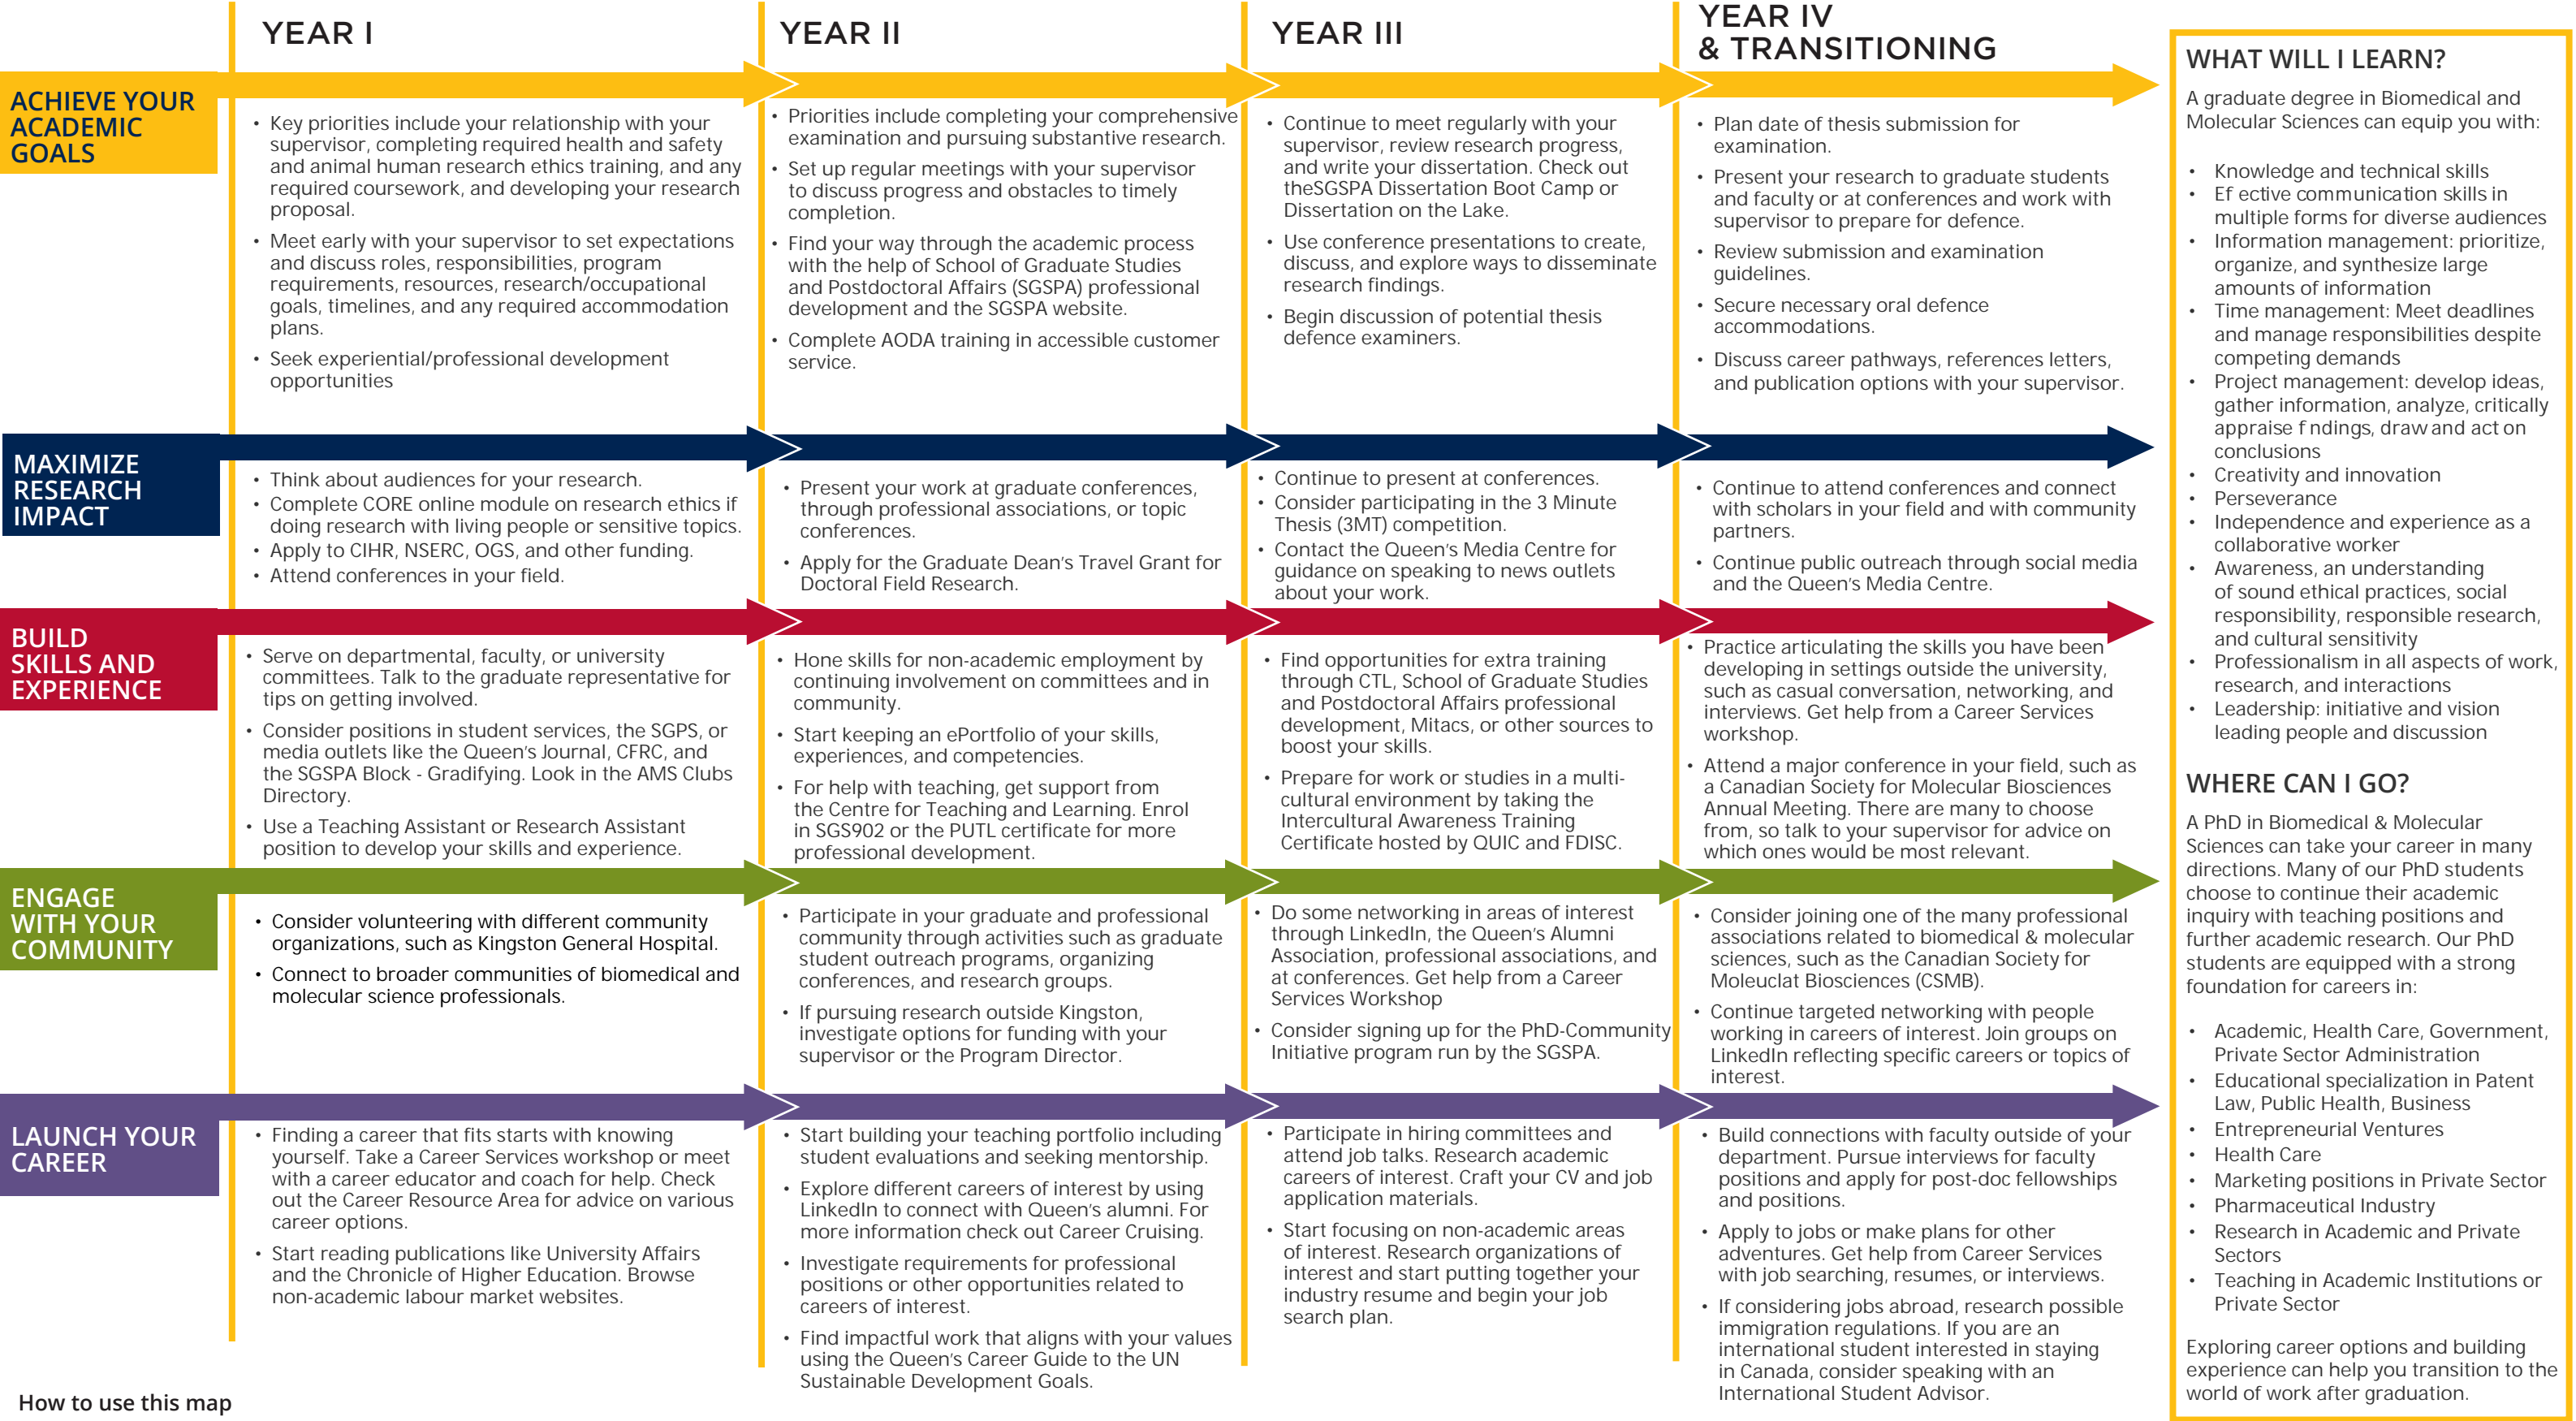 YEAR I
YEAR II
YEAR III
YEAR IV
& TRANSITIONING
ACHIEVE YOUR
ACADEMIC
GOALS
• Key priorities include your relationship with your
supervisor, completing required health and safety
and animal human research ethics training, and any
required coursework, and developing your research
proposal.
• Meet early with your supervisor to set expectations
and discuss roles, responsibilities, program
requirements, resources, research/occupational
goals, timelines, and any required accommodation
plans.
• Seek experiential/professional development
opportunities
• Priorities include completing your comprehensive
examination and pursuing substantive research.
• Set up regular meetings with your supervisor
to discuss progress and obstacles to timely
completion.
• Find your way through the academic process
with the help of School of Graduate Studies
and Postdoctoral Affairs (SGSPA) professional
development and the SGSPA website.
• Complete AODA training in accessible customer
service.
• Continue to meet regularly with your
supervisor, review research progress,
and write your dissertation. Check out
theSGSPA Dissertation Boot Camp or
Dissertation on the Lake.
• Use conference presentations to create,
discuss, and explore ways to disseminate
research findings.
• Begin discussion of potential thesis
defence examiners.
• Plan date of thesis submission for
examination.
• Present your research to graduate students
and faculty or at conferences and work with
supervisor to prepare for defence.
• Review submission and examination
guidelines.
• Secure necessary oral defence
accommodations.
• Discuss career pathways, references letters,
and publication options with your supervisor.
MAXIMIZE
RESEARCH
IMPACT
• Think about audiences for your research.
• Complete CORE online module on research ethics if
doing research with living people or sensitive topics.
• Apply to CIHR, NSERC, OGS, and other funding.
• Attend conferences in your field.
• Present your work at graduate conferences,
through professional associations, or topic
conferences.
• Apply for the Graduate Dean's Travel Grant for
Doctoral Field Research.
• Continue to present at conferences.
• Consider participating in the 3 Minute
Thesis (3MT) competition.
• Contact the Queen's Media Centre for
guidance on speaking to news outlets
about your work.
• Continue to attend conferences and connect
with scholars in your field and with community
partners.
• Continue public outreach through social media
and the Queen's Media Centre.
BUILD
SKILLS AND
EXPERIENCE
• Serve on departmental, faculty, or university
committees. Talk to the graduate representative for
tips on getting involved.
• Consider positions in student services, the SGPS, or
media outlets like the Queen's Journal, CFRC, and
the SGSPA Block - Gradifying. Look in the AMS Clubs
Directory.
• Use a Teaching Assistant or Research Assistant
position to develop your skills and experience.
• Hone skills for non-academic employment by
continuing involvement on committees and in
community.
• Start keeping an ePortfolio of your skills,
experiences, and competencies.
• For help with teaching, get support from
the Centre for Teaching and Learning. Enrol
in SGS902 or the PUTL certificate for more
professional development.
• Find opportunities for extra training
through CTL, School of Graduate Studies
and Postdoctoral Affairs professional
development, Mitacs, or other sources to
boost your skills.
• Prepare for work or studies in a multi-
cultural environment by taking the
Intercultural Awareness Training
Certificate hosted by QUIC and FDISC.
• Practice articulating the skills you have been
developing in settings outside the university,
such as casual conversation, networking, and
interviews. Get help from a Career Services
workshop.
• Attend a major conference in your field, such as
a Canadian Society for Molecular Biosciences
Annual Meeting. There are many to choose
from, so talk to your supervisor for advice on
which ones would be most relevant.
ENGAGE
WITH YOUR
COMMUNITY
• Consider volunteering with different community
organizations, such as Kingston General Hospital.
• Connect to broader communities of biomedical and
molecular science professionals.
• Participate in your graduate and professional
community through activities such as graduate
student outreach programs, organizing
conferences, and research groups.
• If pursuing research outside Kingston,
investigate options for funding with your
supervisor or the Program Director.
• Do some networking in areas of interest
through LinkedIn, the Queen's Alumni
Association, professional associations, and
at conferences. Get help from a Career
Services Workshop
• Consider signing up for the PhD-Community
Initiative program run by the SGSPA.
• Consider joining one of the many professional
associations related to biomedical & molecular
sciences, such as the Canadian Society for
Moleuclat Biosciences (CSMB).
• Continue targeted networking with people
working in careers of interest. Join groups on
LinkedIn reflecting specific careers or topics of
interest.
LAUNCH YOUR
CAREER
• Finding a career that fits starts with knowing
yourself. Take a Career Services workshop or meet
with a career educator and coach for help. Check
out the Career Resource Area for advice on various
career options.
• Start reading publications like University Affairs
and the Chronicle of Higher Education. Browse
non-academic labour market websites.
• Start building your teaching portfolio including
student evaluations and seeking mentorship.
• Explore different careers of interest by using
LinkedIn to connect with Queen's alumni. For
more information check out Career Cruising.
• Investigate requirements for professional
positions or other opportunities related to
careers of interest.
• Find impactful work that aligns with your values
using the Queen's Career Guide to the UN
Sustainable Development Goals.
• Participate in hiring committees and
attend job talks. Research academic
careers of interest. Craft your CV and job
application materials.
• Start focusing on non-academic areas
of interest. Research organizations of
interest and start putting together your
industry resume and begin your job
search plan.
• Build connections with faculty outside of your
department. Pursue interviews for faculty
positions and apply for post-doc fellowships
and positions.
• Apply to jobs or make plans for other
adventures. Get help from Career Services
with job searching, resumes, or interviews.
• If considering jobs abroad, research possible
immigration regulations. If you are an
international student interested in staying
in Canada, consider speaking with an
International Student Advisor.
How to use this map
WHAT WILL I LEARN?
A graduate degree in Biomedical and
Molecular Sciences can equip you with:
• Knowledge and technical skills
• Ef ective communication skills in
multiple forms for diverse audiences
• Information management: prioritize,
organize, and synthesize large
amounts of information
• Time management: Meet deadlines
and manage responsibilities despite
competing demands
• Project management: develop ideas,
gather information, analyze, critically
appraise f ndings, draw and act on
conclusions
• Creativity and innovation
• Perseverance
• Independence and experience as a
collaborative worker
• Awareness, an understanding
of sound ethical practices, social
responsibility, responsible research,
and cultural sensitivity
• Professionalism in all aspects of work,
research, and interactions
• Leadership: initiative and vision
leading people and discussion
WHERE CAN I GO?
A PhD in Biomedical & Molecular
Sciences can take your career in many
directions. Many of our PhD students
choose to continue their academic
inquiry with teaching positions and
further academic research. Our PhD
students are equipped with a strong
foundation for careers in:
• Academic, Health Care, Government,
Private Sector Administration
• Educational specialization in Patent
Law, Public Health, Business
• Entrepreneurial Ventures
• Health Care
• Marketing positions in Private Sector
• Pharmaceutical Industry
• Research in Academic and Private
Sectors
• Teaching in Academic Institutions or
Private Sector
Exploring career options and building
experience can help you transition to the
world of work after graduation.